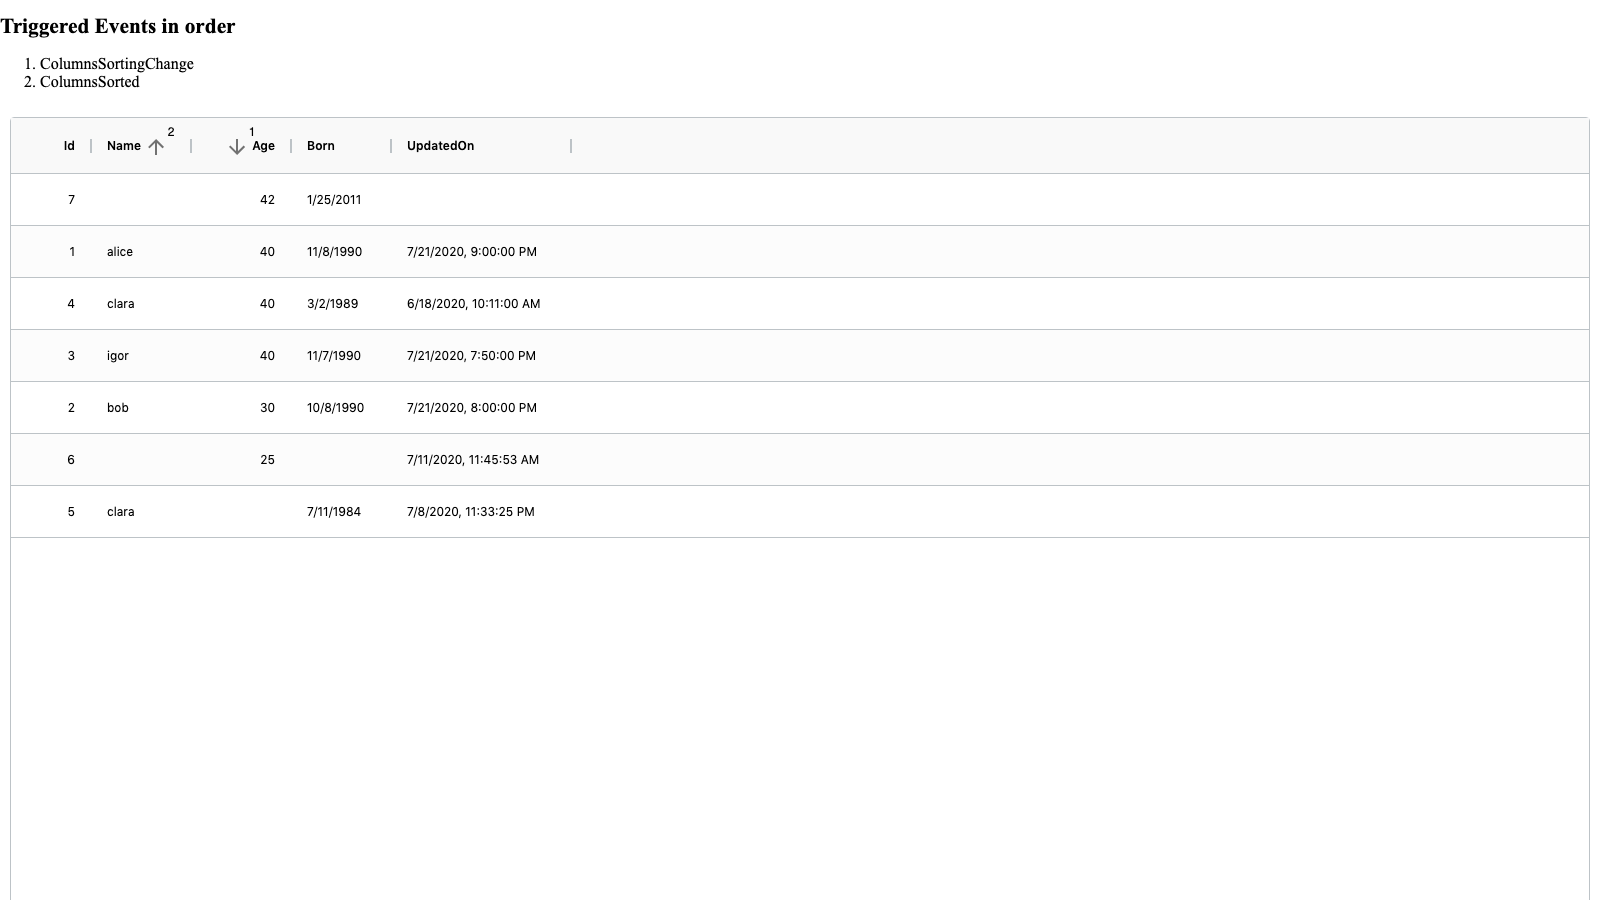 Triggered Events in order
1. ColumnsSortingChange
2. ColumnsSorted
Id Name 2 1 Age Born UpdatedOn
7 42 1/25/2011
1 alice 40 11/8/1990 7/21/2020, 9:00:00 PM
4 clara 40 3/2/1989 6/18/2020, 10:11:00 AM
3 igor 40 11/7/1990 7/21/2020, 7:50:00 PM
2 bob 30 10/8/1990 7/21/2020, 8:00:00 PM
6 25 7/11/2020, 11:45:53 AM
5 clara 7/11/1984 7/8/2020, 11:33:25 PM